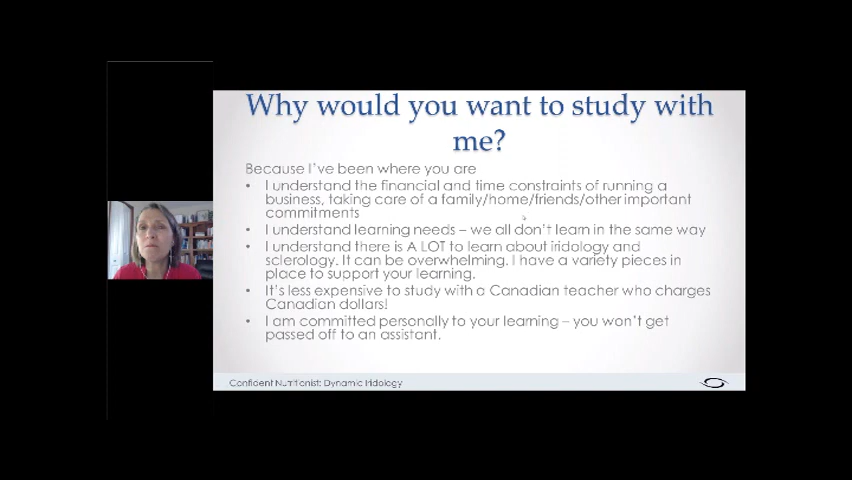 Why would you want to study with
me?
Because I've been where you are
• I understand the financial and time constraints of running a
business, taking care of a family/home/friends/other important
commitments
• I understand learning needs – we all don't learn in the same way
• I understand there is A LOT to learn about iridology and
sclerology. It can be overwhelming. I have a variety pieces in
place to support your learning.
• It's less expensive to study with a Canadian teacher who charges
Canadian dollars!
• I am committed personally to your learning – you won't get
passed off to an assistant.
Confident Nutritionist: Dynamic Iridology